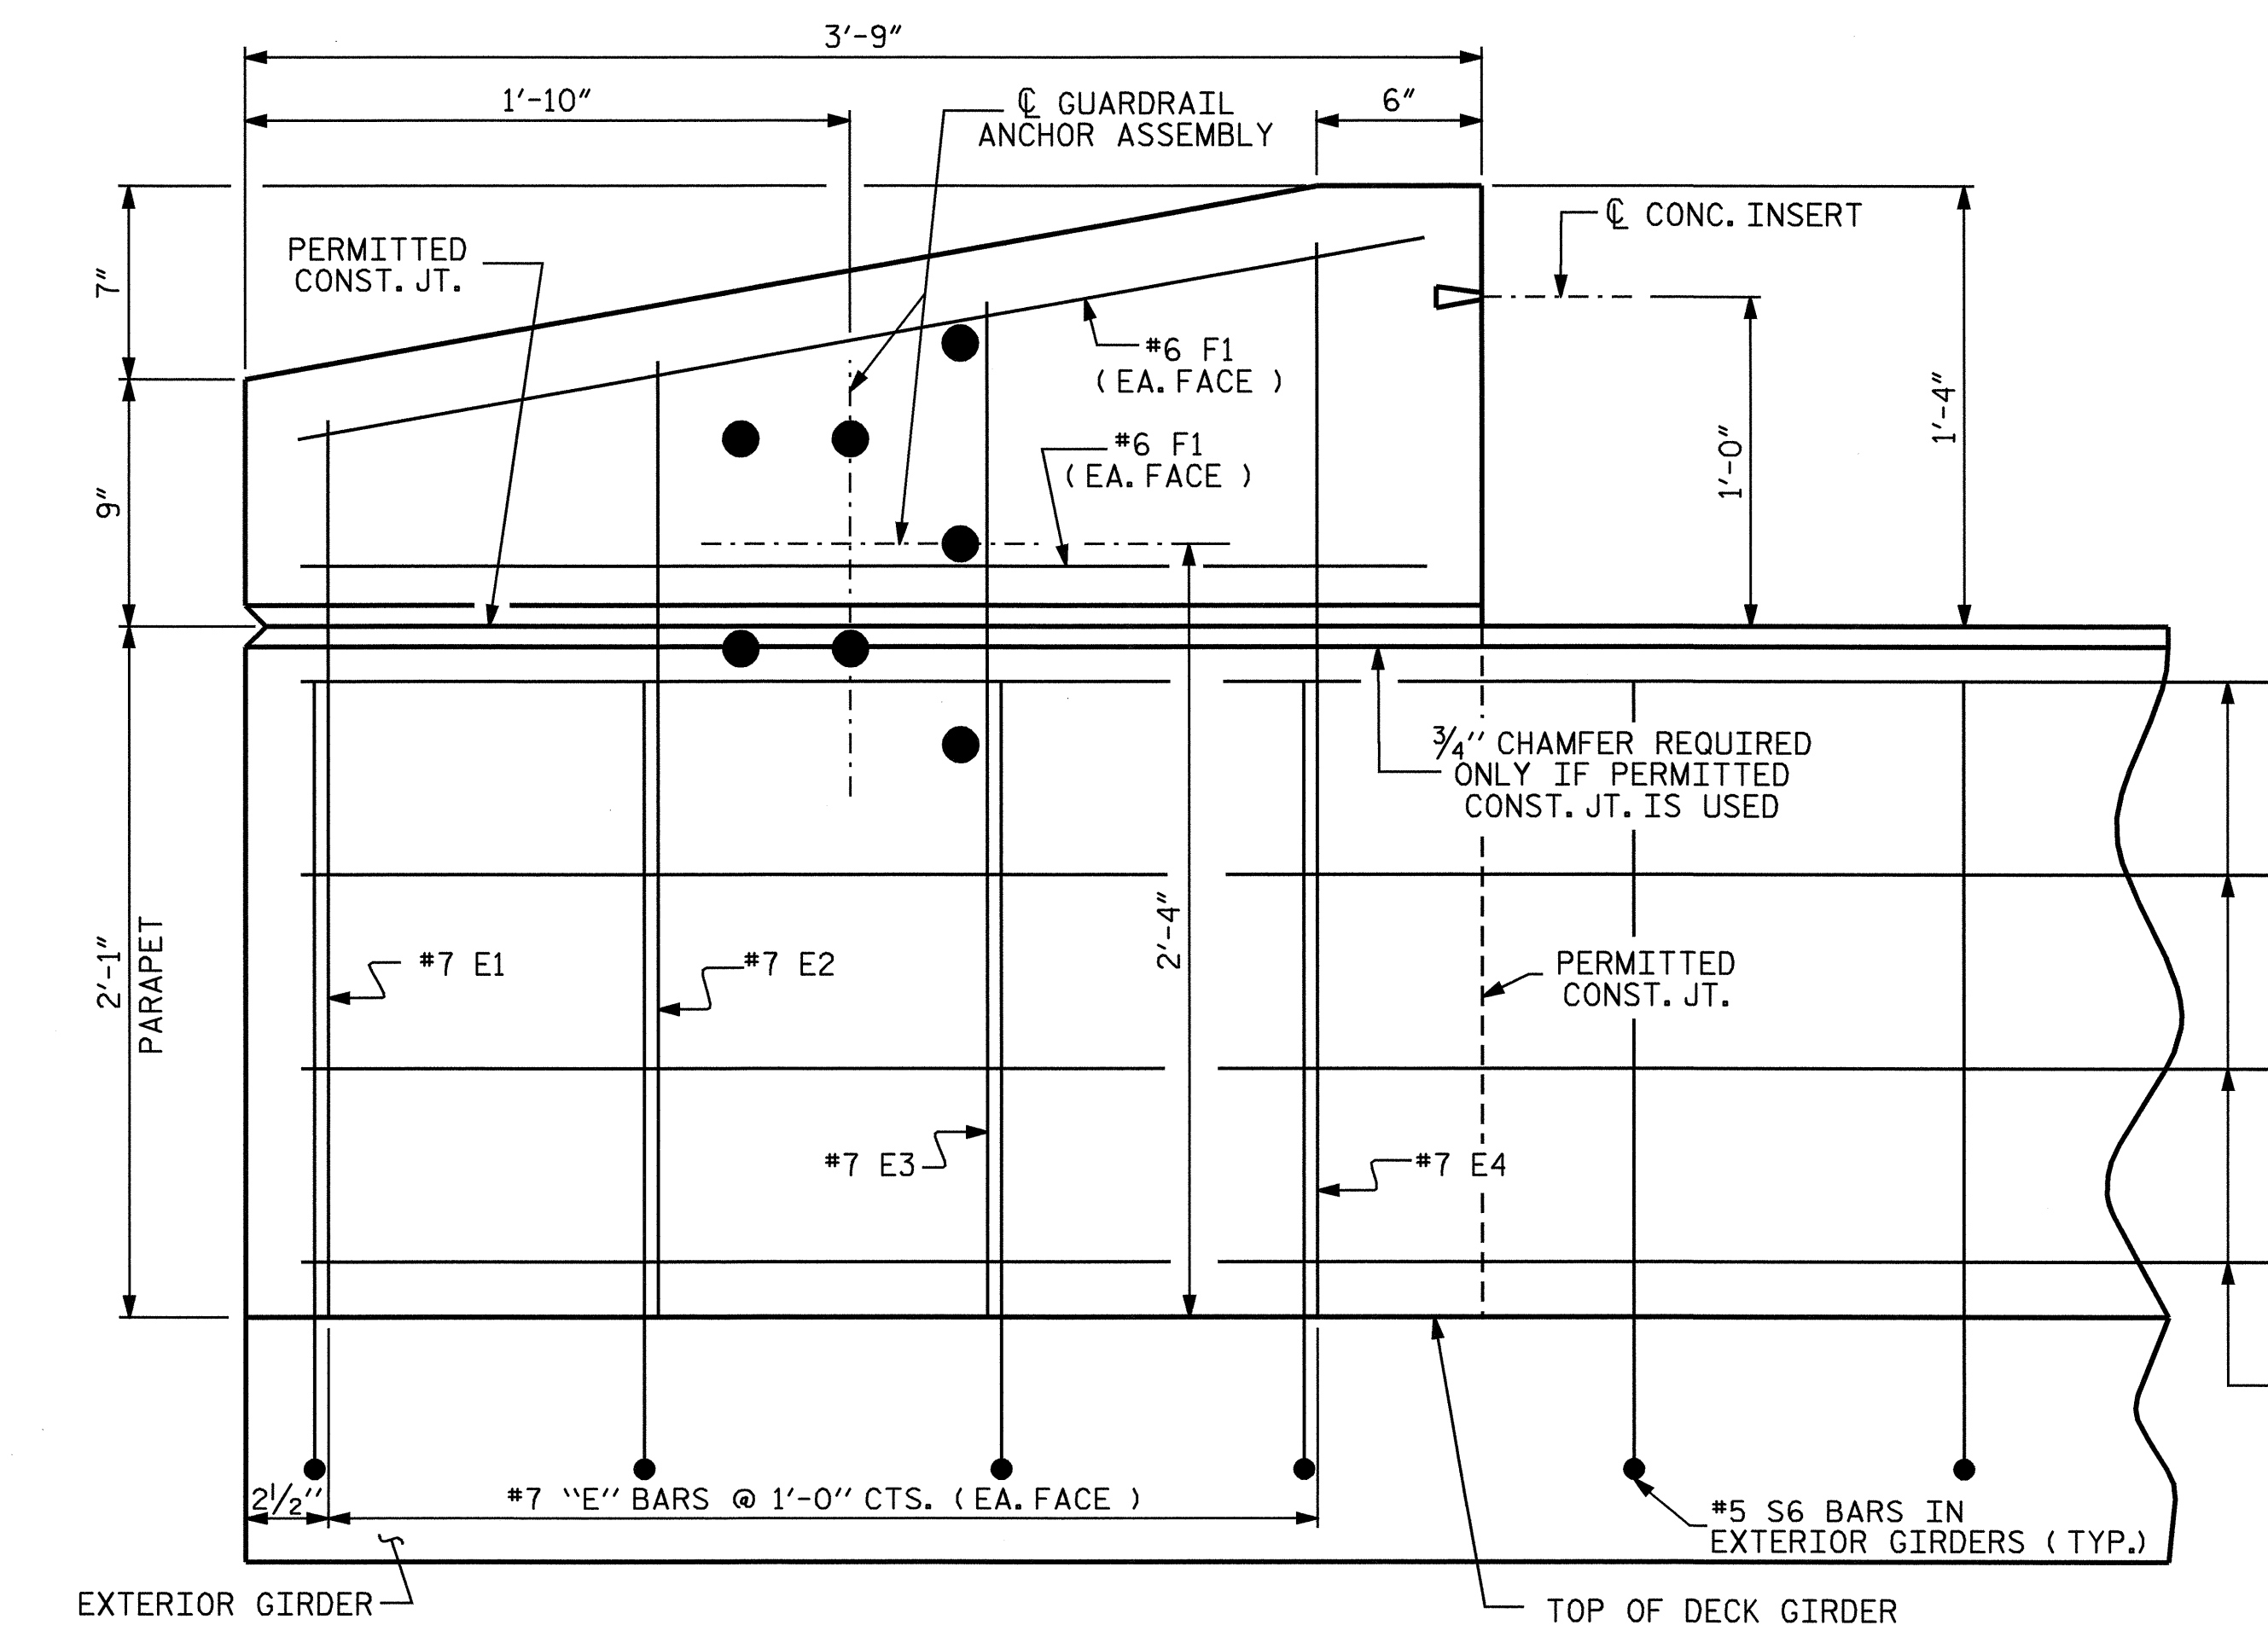 3'-9"
1'-10"
℄ GUARDRAIL
ANCHOR ASSEMBLY
6"
℄ CONC. INSERT
PERMITTED
CONST. JT.
7"
#6 F1
( EA. FACE )
1'-4"
#6 F1
( EA. FACE )
1'-0"
9"
3/4" CHAMFER REQUIRED
ONLY IF PERMITTED
CONST. JT. IS USED
2'-4"
2'-1"
PARAPET
#7 E1
#7 E2
PERMITTED
CONST. JT.
#7 E3
#7 E4
2 1/2"
#7 "E" BARS @ 1'-0" CTS. ( EA. FACE )
#5 S6 BARS IN
EXTERIOR GIRDERS ( TYP.)
EXTERIOR GIRDER
TOP OF DECK GIRDER